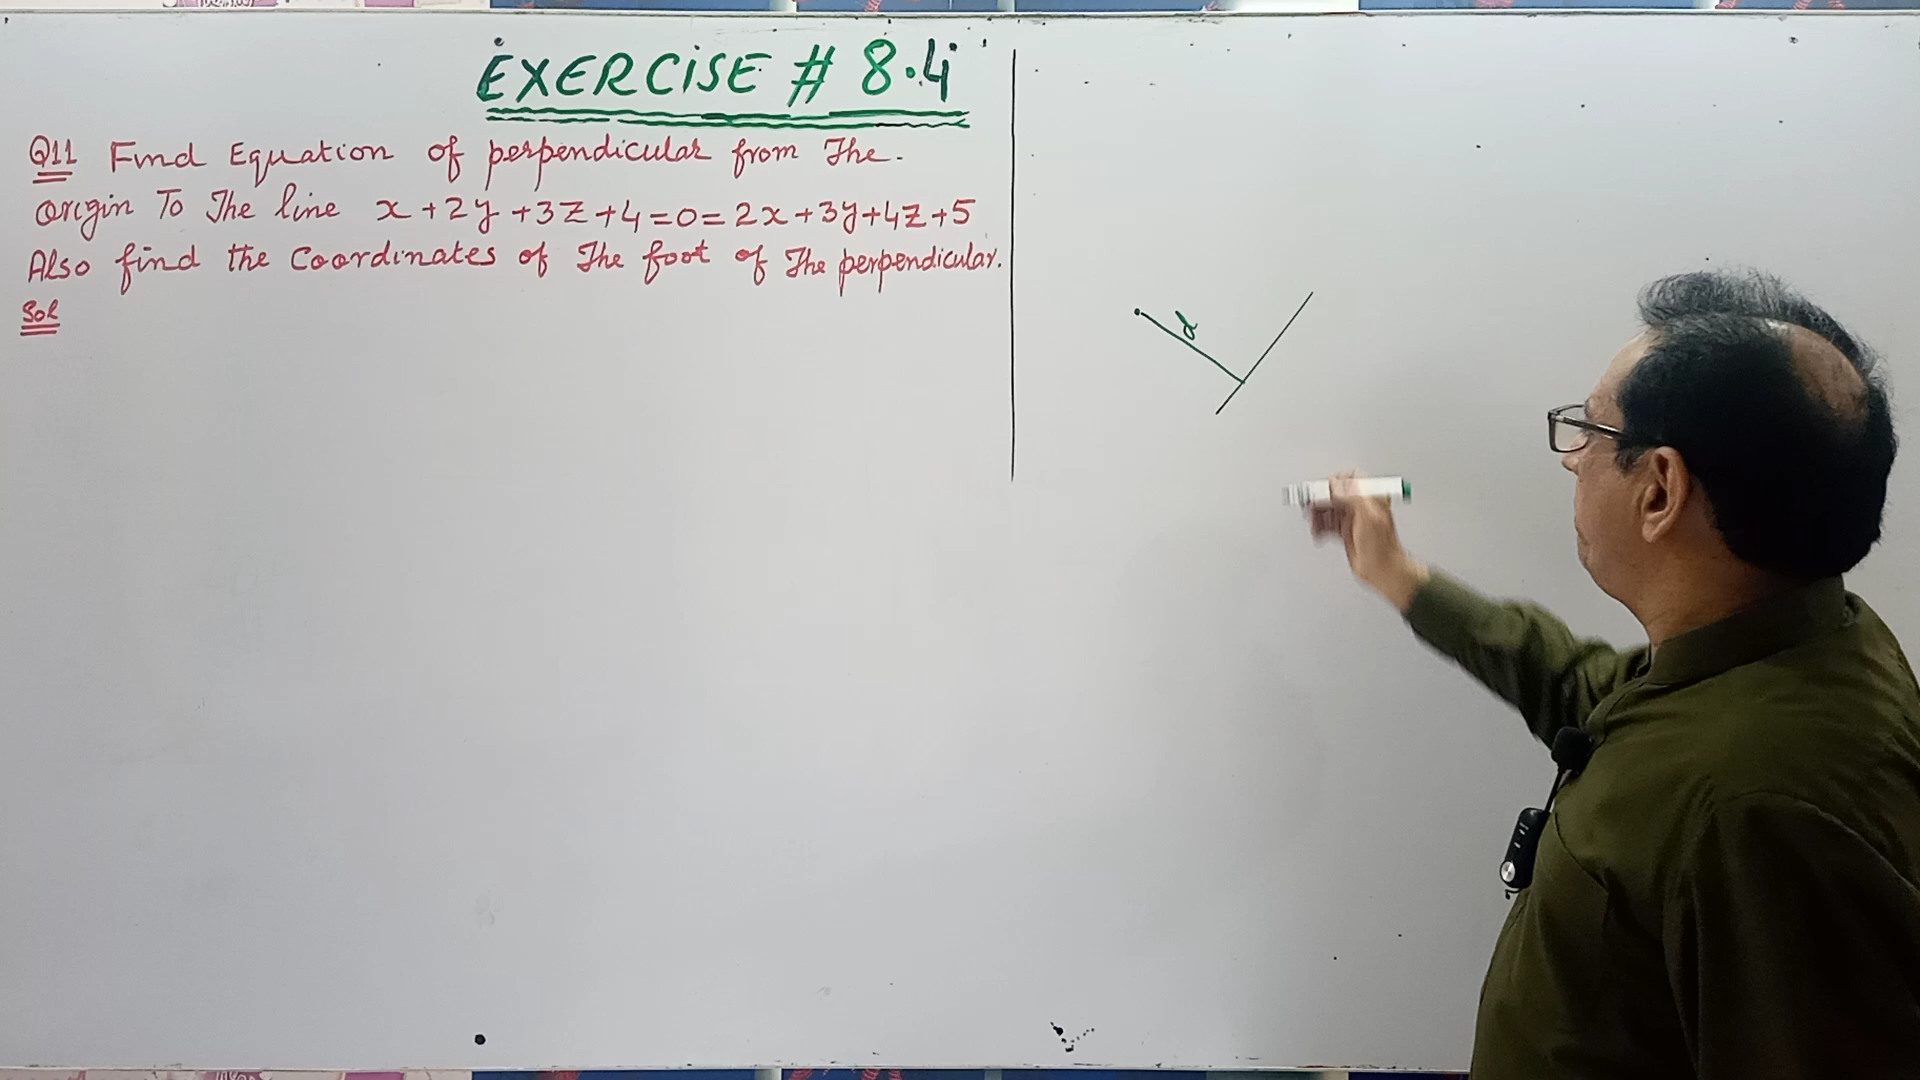 EXERCISE # 8.4
Q11 Find Equation of perpendicular from The.
origin To The line x+2y+3z+4=0=2x+3y+4z+5
Also find the Coordinates of The foot of The perpendicular.
Sol